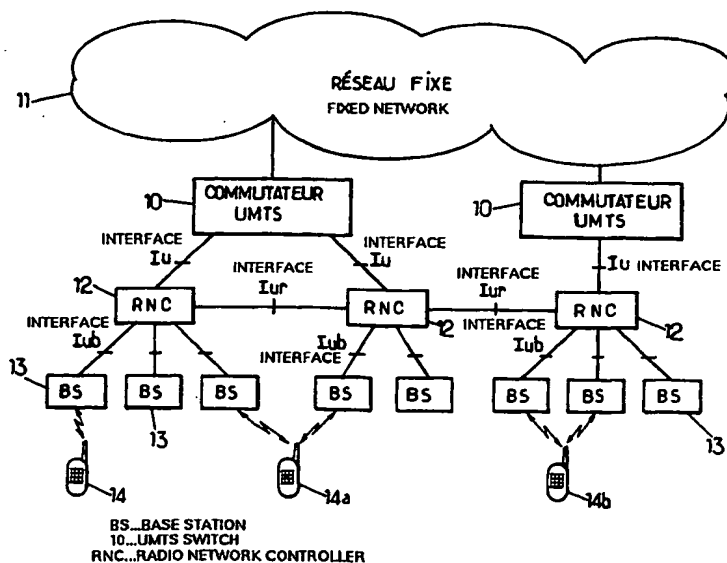 RÉSEAU FIXE
FIXED NETWORK
11
10
COMMUTATEUR
UMTS
10
COMMUTATEUR
UMTS
INTERFACE
Iu
INTERFACE
Iu
Iu INTERFACE
INTERFACE
Iur
INTERFACE
Iur
12
RNC
RNC
12
RNC
12
INTERFACE
Iub
Iub
INTERFACE
INTERFACE
Iub
13
BS
BS
13
BS
BS
BS
BS
BS
BS
13
14
14a
14b
BS...BASE STATION
10...UMTS SWITCH
RNC...RADIO NETWORK CONTROLLER